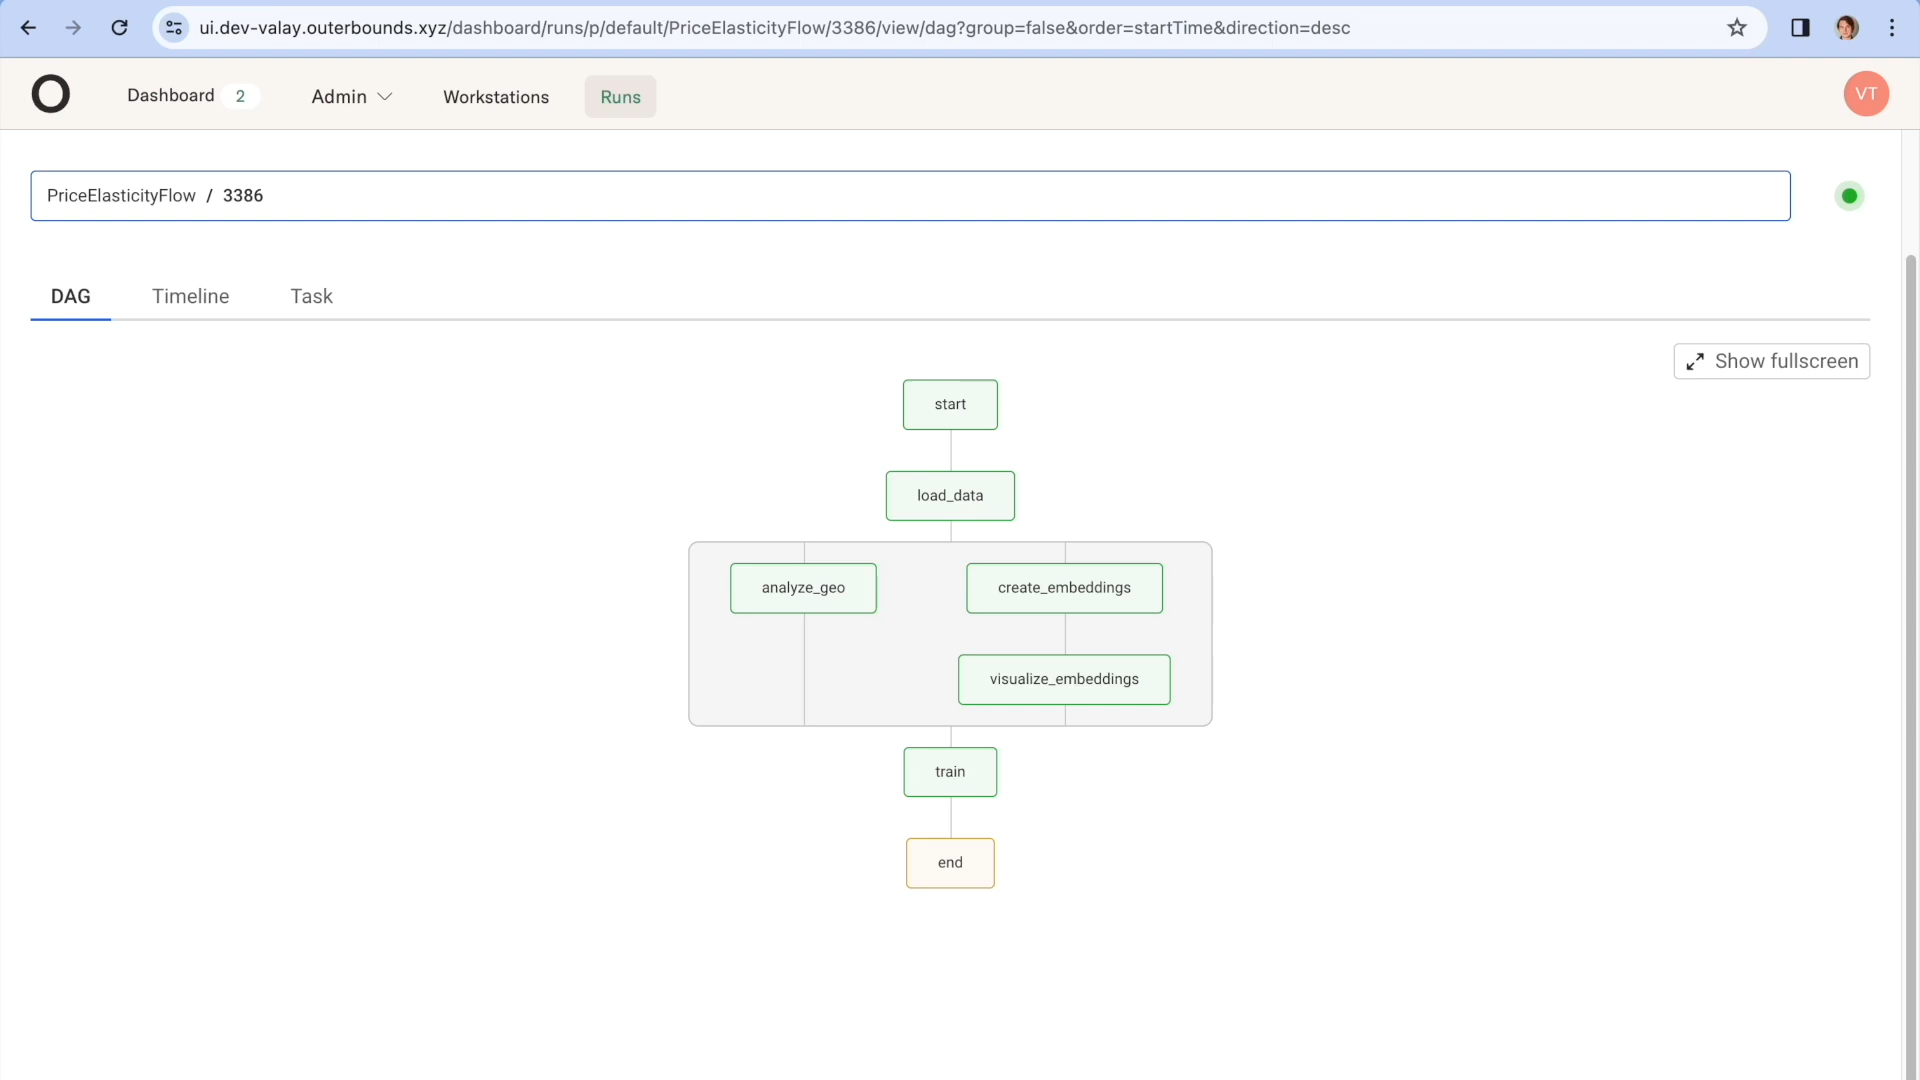 ui.dev-valay.outerbounds.xyz/dashboard/runs/p/default/PriceElasticityFlow/3386/view/dag?group=false&order=startTime&direction=desc
Dashboard 2 Admin Workstations Runs VT
PriceElasticityFlow / 3386
DAG Timeline Task
Show fullscreen
start
load_data
analyze_geo create_embeddings
visualize_embeddings
train
end